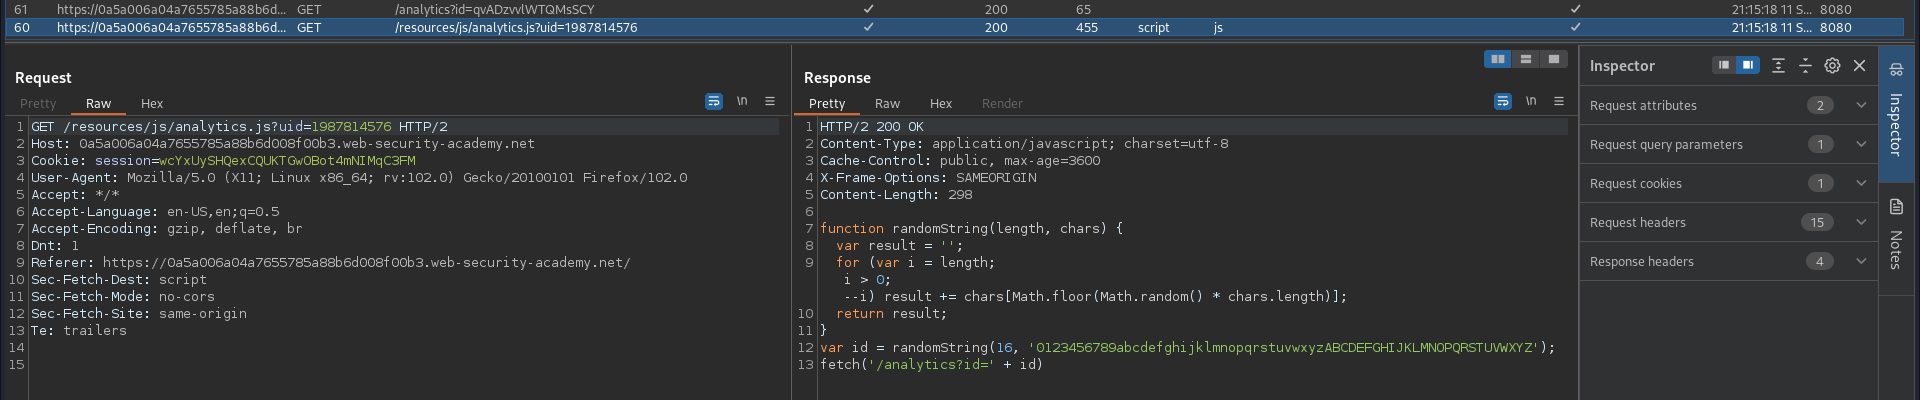 61 https://0a5a006a04a7655785a88b6d... GET /analytics?id=qvADzvvlWTQMsSCY 200 65 21:15:18 11 S... 8080
60 https://0a5a006a04a7655785a88b6d... GET /resources/js/analytics.js?uid=1987814576 200 455 script js 21:15:18 11 S... 8080
Request
Pretty Raw Hex \n
1 GET /resources/js/analytics.js?uid=1987814576 HTTP/2
2 Host: 0a5a006a04a7655785a88b6d008f00b3.web-security-academy.net
3 Cookie: session=wcYxUySHQexCQUKTGwOBot4mNIMqC3FM
4 User-Agent: Mozilla/5.0 (X11; Linux x86_64; rv:102.0) Gecko/20100101 Firefox/102.0
5 Accept: */*
6 Accept-Language: en-US,en;q=0.5
7 Accept-Encoding: gzip, deflate, br
8 Dnt: 1
9 Referer: https://0a5a006a04a7655785a88b6d008f00b3.web-security-academy.net/
10 Sec-Fetch-Dest: script
11 Sec-Fetch-Mode: no-cors
12 Sec-Fetch-Site: same-origin
13 Te: trailers
14
15
Response
Pretty Raw Hex Render \n
1 HTTP/2 200 OK
2 Content-Type: application/javascript; charset=utf-8
3 Cache-Control: public, max-age=3600
4 X-Frame-Options: SAMEORIGIN
5 Content-Length: 298
6
7 function randomString(length, chars) {
8 var result = '';
9 for (var i = length;
i > 0;
--i) result += chars[Math.floor(Math.random() * chars.length)];
10 return result;
11 }
12 var id = randomString(16, '0123456789abcdefghijklmnopqrstuvwxyzABCDEFGHIJKLMNOPQRSTUVWXYZ');
13 fetch('/analytics?id=' + id)
Inspector
Request attributes 2
Request query parameters 1
Request cookies 1
Request headers 15
Response headers 4
Inspector
Notes